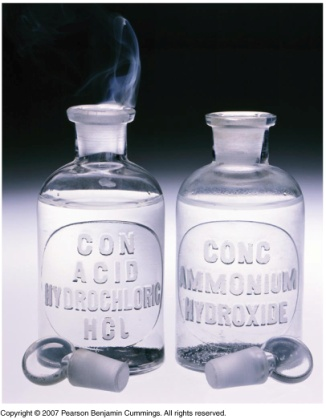 CON
ACID
HYDROCHLORIC
HCL
CONC
AMMONIUM
HYDROXIDE
Copyright © 2007 Pearson Benjamin Cummings. All rights reserved.